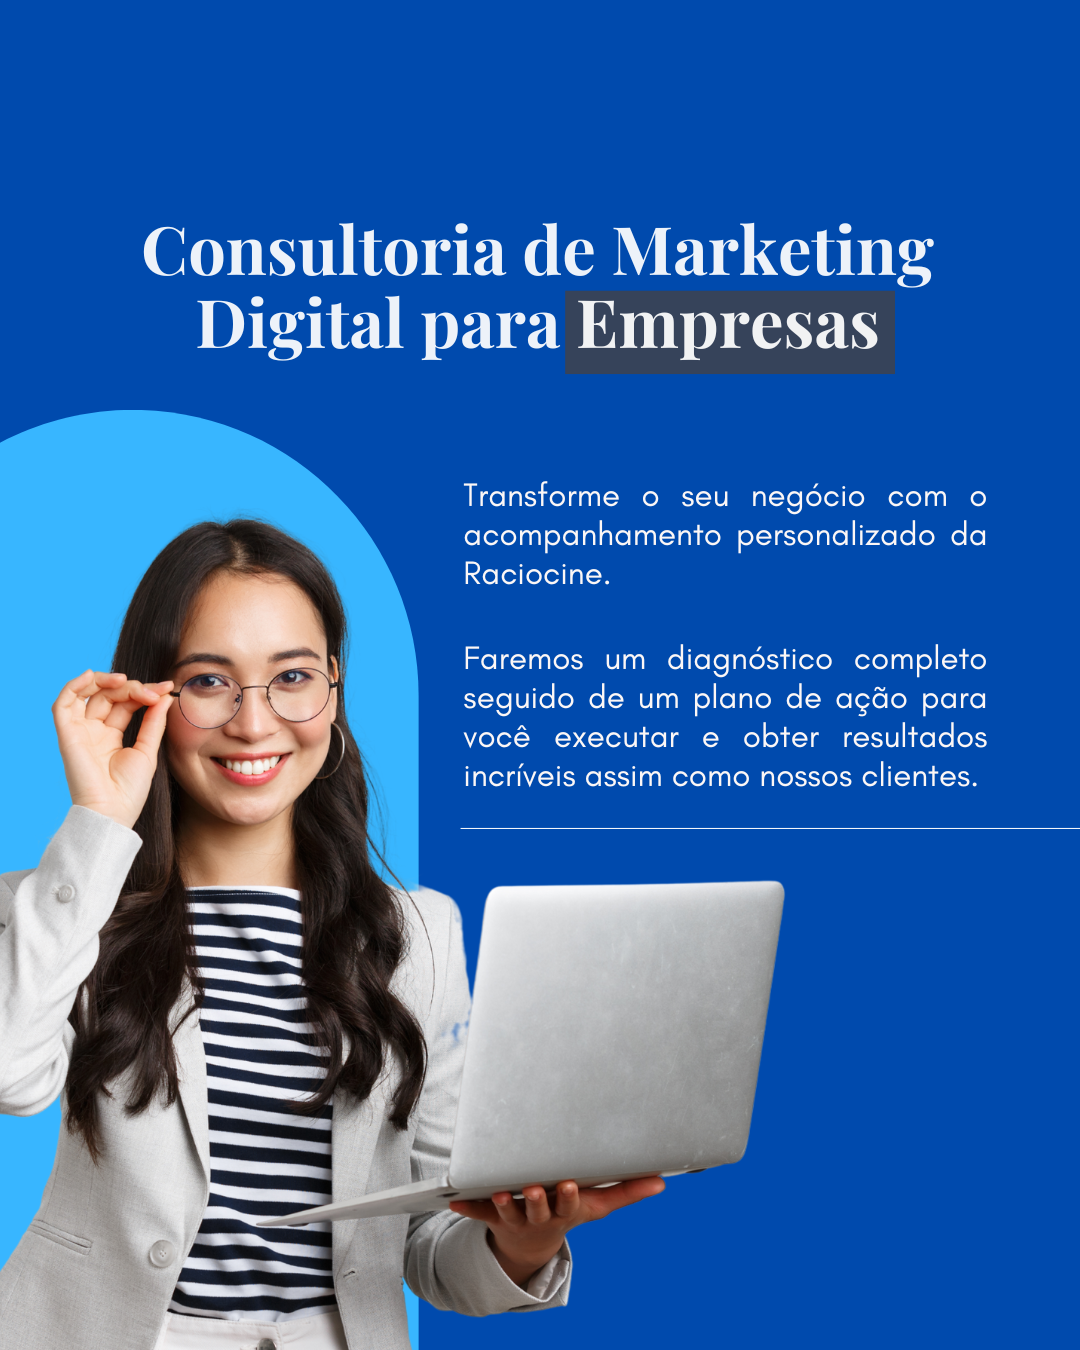 Consultoria de Marketing
Digital para Empresas
Transforme o seu negócio com o
acompanhamento personalizado da
Raciocine.
Faremos um diagnóstico completo
seguido de um plano de ação para
você executar e obter resultados
incríveis assim como nossos clientes.